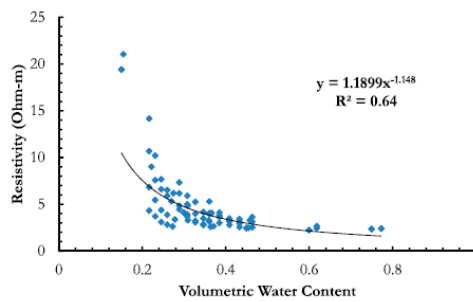 25
20
15
10
5
0
0
0.2
0.4
0.6
0.8
Resistivity (Ohm-m)
y = 1.1899x^-1.148
R² = 0.64
Volumetric Water Content